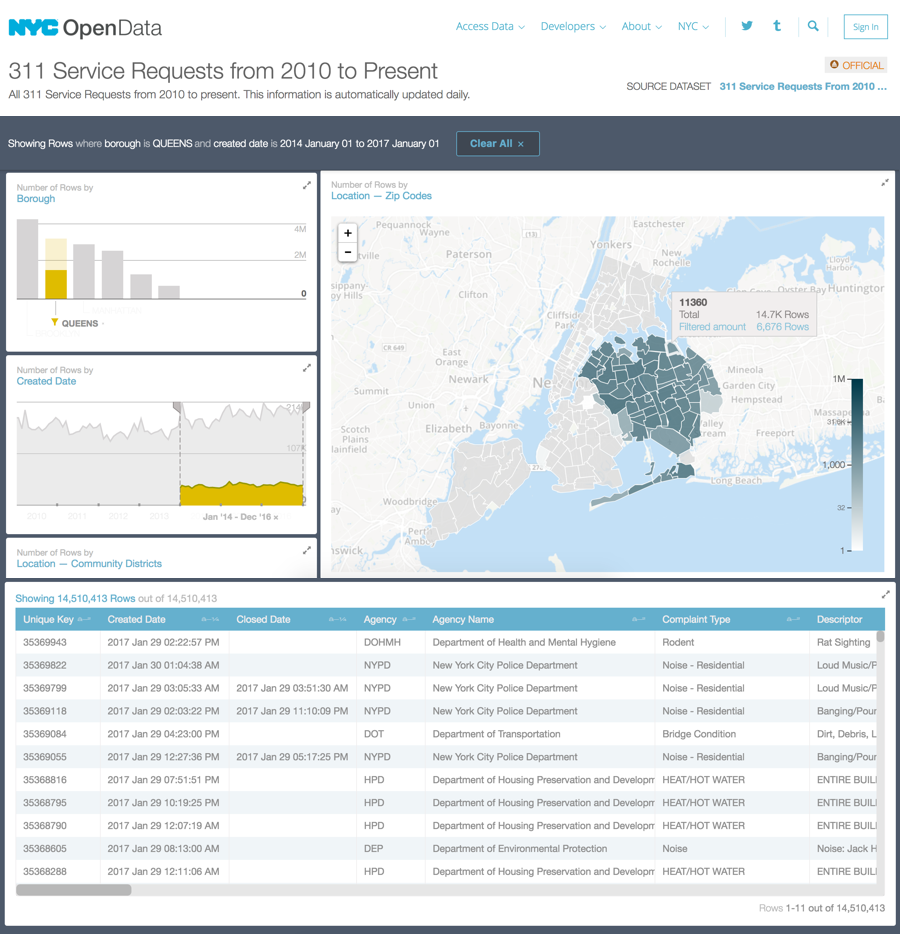 NYC OpenData
Access Data Developers About NYC Sign In
311 Service Requests from 2010 to Present
All 311 Service Requests from 2010 to present. This information is automatically updated daily.
OFFICIAL
SOURCE DATASET 311 Service Requests From 2010 ...
Showing Rows where borough is QUEENS and created date is 2014 January 01 to 2017 January 01 Clear All ×
Number of Rows by
Borough
4M
2M
0
QUEENS
Number of Rows by
Created Date
214K
107K
0
2010 2011 2012 2013 Jan '14 - Dec '16 ×
Number of Rows by
Location — Community Districts
Number of Rows by
Location — Zip Codes
+
−
Pequannock
Wayne
Eastchester
(13)
Yonkers
Paterson
New
Rochelle
Lloyd
Harbor
Oyster Bay
Huntington
Clifton
Cliffside
Park
CR 649
East
Orange
Newark
Ne
Mineola
Garden City
Hempstead
Summit
Union
Elizabeth
Bayonne
Massape
Scotch
Plains
Freeport
27
Long Beach
Woodbridge
Perth
11360
Total 14.7K Rows
Filtered amount 6,676 Rows
1M
31.6K
1,000
32
1
Showing 14,510,413 Rows out of 14,510,413
Unique Key Created Date Closed Date Agency Agency Name Complaint Type Descriptor
35369943 2017 Jan 29 02:22:57 PM DOHMH Department of Health and Mental Hygiene Rodent Rat Sighting
35369822 2017 Jan 30 01:04:38 AM NYPD New York City Police Department Noise - Residential Loud Music/P
35369799 2017 Jan 29 03:05:33 AM 2017 Jan 29 03:51:30 AM NYPD New York City Police Department Noise - Residential Loud Music/P
35369118 2017 Jan 29 02:03:22 PM 2017 Jan 29 11:10:09 PM NYPD New York City Police Department Noise - Residential Banging/Pour
35369084 2017 Jan 29 04:23:00 PM DOT Department of Transportation Bridge Condition Dirt, Debris, L
35369055 2017 Jan 29 12:27:36 PM 2017 Jan 29 05:17:25 PM NYPD New York City Police Department Noise - Residential Banging/Pour
35368816 2017 Jan 29 07:51:51 PM HPD Department of Housing Preservation and Developm HEAT/HOT WATER ENTIRE BUIL
35368795 2017 Jan 29 10:19:25 PM HPD Department of Housing Preservation and Developm HEAT/HOT WATER ENTIRE BUIL
35368790 2017 Jan 29 12:07:19 AM HPD Department of Housing Preservation and Developm HEAT/HOT WATER ENTIRE BUIL
35368605 2017 Jan 29 08:13:00 AM DEP Department of Environmental Protection Noise Noise: Jack H
35368288 2017 Jan 29 12:11:06 AM HPD Department of Housing Preservation and Developm HEAT/HOT WATER ENTIRE BUIL
Rows 1-11 out of 14,510,413